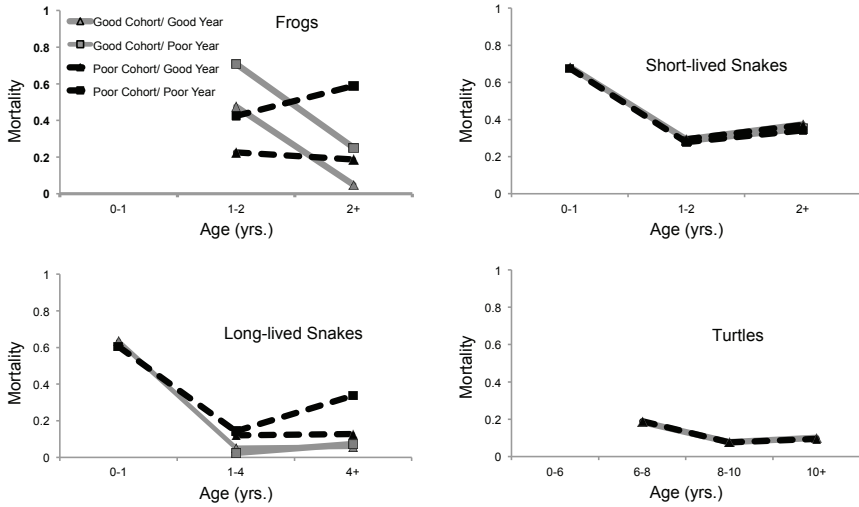 Frogs
Good Cohort/ Good Year
Good Cohort/ Poor Year
Poor Cohort/ Good Year
Poor Cohort/ Poor Year
Mortality
1
0.8
0.6
0.4
0.2
0
0-1
1-2
2+
Age (yrs.)
Short-lived Snakes
Mortality
1
0.8
0.6
0.4
0.2
0
0-1
1-2
2+
Age (yrs.)
Long-lived Snakes
Mortality
1
0.8
0.6
0.4
0.2
0
0-1
1-4
4+
Age (yrs.)
Turtles
Mortality
1
0.8
0.6
0.4
0.2
0
0-6
6-8
8-10
10+
Age (yrs.)